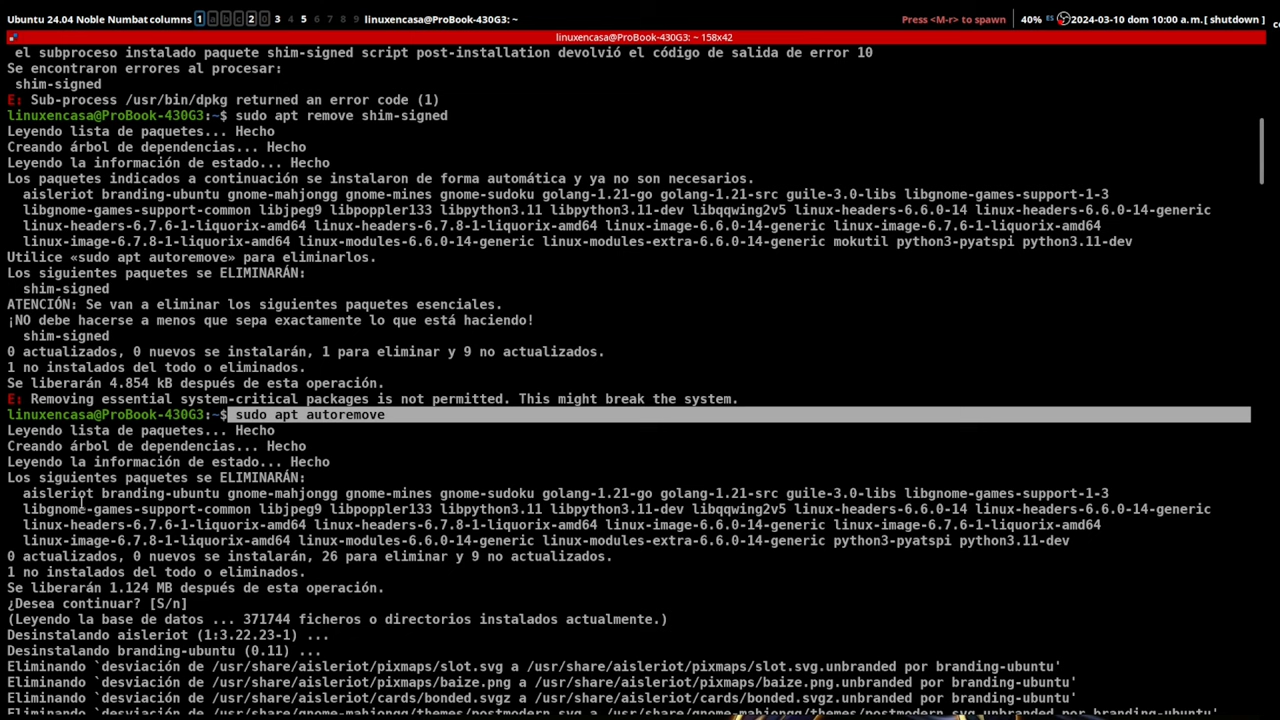 Ubuntu 24.04 Noble Numbat columns 1 a b c 2 0 3 4 5 6 7 8 9 linuxencasa@ProBook-430G3: ~ Press <M-r> to spawn 40% ES 2024-03-10 dom 10:00 a.m.[ shutdown ]
linuxencasa@ProBook-430G3: ~ 158x42
el subproceso instalado paquete shim-signed script post-installation devolvió el código de salida de error 10
Se encontraron errores al procesar:
shim-signed
E: Sub-process /usr/bin/dpkg returned an error code (1)
linuxencasa@ProBook-430G3:~$ sudo apt remove shim-signed
Leyendo lista de paquetes... Hecho
Creando árbol de dependencias... Hecho
Leyendo la información de estado... Hecho
Los paquetes indicados a continuación se instalaron de forma automática y ya no son necesarios.
aisleriot branding-ubuntu gnome-mahjongg gnome-mines gnome-sudoku golang-1.21-go golang-1.21-src guile-3.0-libs libgnome-games-support-1-3
libgnome-games-support-common libjpeg9 libpoppler133 libpython3.11 libpython3.11-dev libqqwing2v5 linux-headers-6.6.0-14 linux-headers-6.6.0-14-generic
linux-headers-6.7.6-1-liquorix-amd64 linux-headers-6.7.8-1-liquorix-amd64 linux-image-6.6.0-14-generic linux-image-6.7.6-1-liquorix-amd64
linux-image-6.7.8-1-liquorix-amd64 linux-modules-6.6.0-14-generic linux-modules-extra-6.6.0-14-generic mokutil python3-pyatspi python3.11-dev
Utilice «sudo apt autoremove» para eliminarlos.
Los siguientes paquetes se ELIMINARÁN:
shim-signed
ATENCIÓN: Se van a eliminar los siguientes paquetes esenciales.
¡NO debe hacerse a menos que sepa exactamente lo que está haciendo!
shim-signed
0 actualizados, 0 nuevos se instalarán, 1 para eliminar y 9 no actualizados.
1 no instalados del todo o eliminados.
Se liberarán 4.854 kB después de esta operación.
E: Removing essential system-critical packages is not permitted. This might break the system.
linuxencasa@ProBook-430G3:~$ sudo apt autoremove
Leyendo lista de paquetes... Hecho
Creando árbol de dependencias... Hecho
Leyendo la información de estado... Hecho
Los siguientes paquetes se ELIMINARÁN:
aisleriot branding-ubuntu gnome-mahjongg gnome-mines gnome-sudoku golang-1.21-go golang-1.21-src guile-3.0-libs libgnome-games-support-1-3
libgnome-games-support-common libjpeg9 libpoppler133 libpython3.11 libpython3.11-dev libqqwing2v5 linux-headers-6.6.0-14 linux-headers-6.6.0-14-generic
linux-headers-6.7.6-1-liquorix-amd64 linux-headers-6.7.8-1-liquorix-amd64 linux-image-6.6.0-14-generic linux-image-6.7.6-1-liquorix-amd64
linux-image-6.7.8-1-liquorix-amd64 linux-modules-6.6.0-14-generic linux-modules-extra-6.6.0-14-generic python3-pyatspi python3.11-dev
0 actualizados, 0 nuevos se instalarán, 26 para eliminar y 9 no actualizados.
1 no instalados del todo o eliminados.
Se liberarán 1.124 MB después de esta operación.
¿Desea continuar? [S/n]
(Leyendo la base de datos ... 371744 ficheros o directorios instalados actualmente.)
Desinstalando aisleriot (1:3.22.23-1) ...
Desinstalando branding-ubuntu (0.11) ...
Eliminando `desviación de /usr/share/aisleriot/pixmaps/slot.svg a /usr/share/aisleriot/pixmaps/slot.svg.unbranded por branding-ubuntu'
Eliminando `desviación de /usr/share/aisleriot/pixmaps/baize.png a /usr/share/aisleriot/pixmaps/baize.png.unbranded por branding-ubuntu'
Eliminando `desviación de /usr/share/aisleriot/cards/bonded.svgz a /usr/share/aisleriot/cards/bonded.svgz.unbranded por branding-ubuntu'
Eliminando `desviación de /usr/share/gnome-mahjongg/themes/postmodern.svg a /usr/share/gnome-mahjongg/themes/postmodern.svg.unbranded por branding-ubuntu'